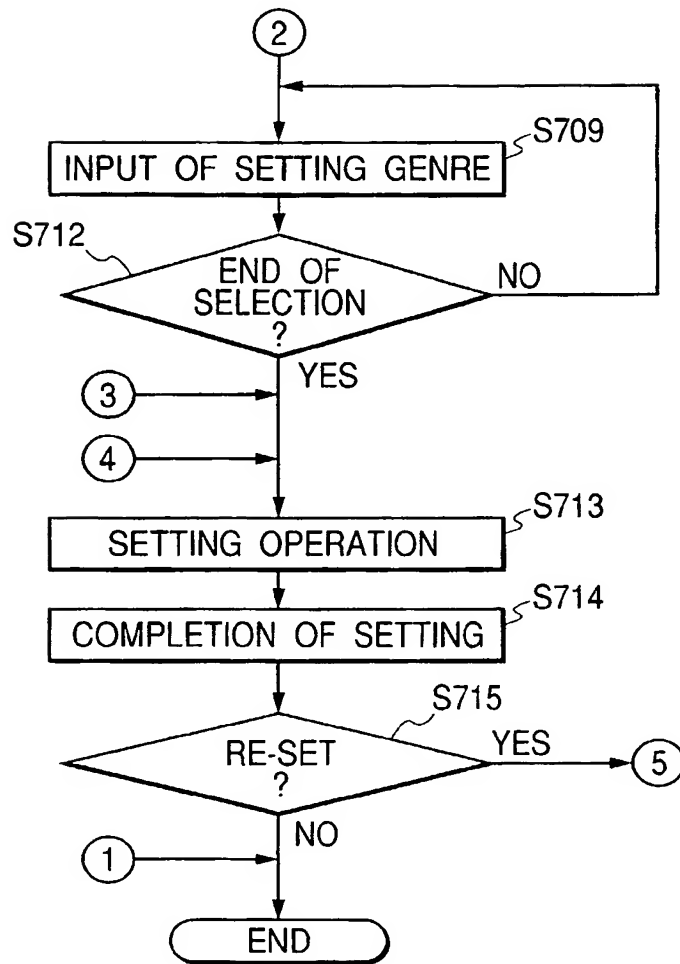 2
S709
INPUT OF SETTING GENRE
S712
END OF
SELECTION
?
NO
YES
3
4
S713
SETTING OPERATION
S714
COMPLETION OF SETTING
S715
RE-SET
?
YES
5
NO
1
END